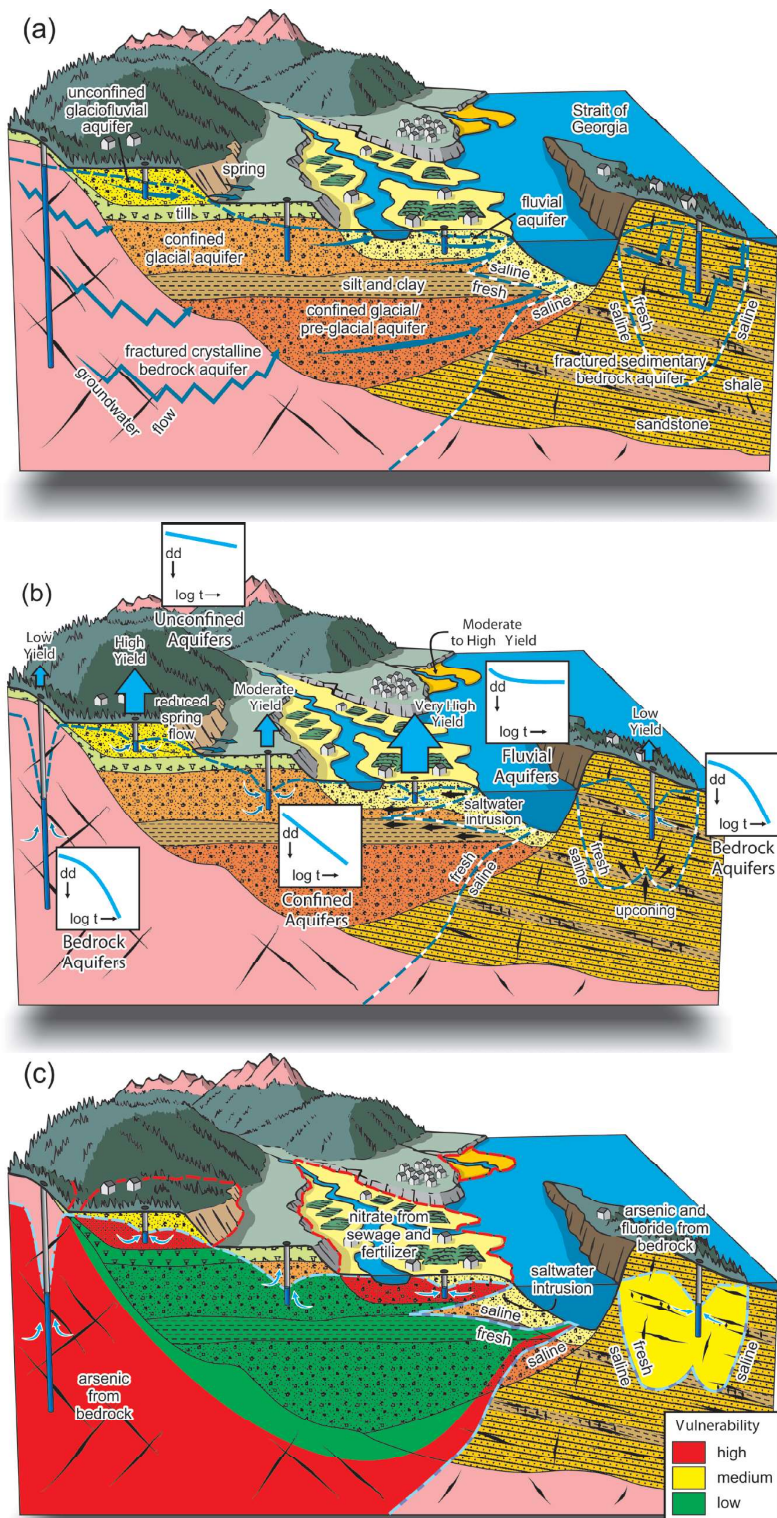 (a)
unconfined
glaciofluvial
aquifer
Strait of
Georgia
spring
till
fluvial
aquifer
confined
glacial aquifer
saline
silt and clay
fresh
saline
confined glacial/
pre-glacial aquifer
fresh
saline
saline
fractured crystalline
bedrock aquifer
fractured sedimentary
bedrock aquifer
groundwater
flow
shale
sandstone
dd
log t
Unconfined
Aquifers
(b)
Low
Yield
High
Yield
Moderate
to High Yield
reduced
spring
flow
Moderate
Yield
Very High
Yield
dd
log t
Fluvial
Aquifers
Low
Yield
dd
log t
Bedrock
Aquifers
saltwater
intrusion
dd
log t
Confined
Aquifers
fresh
saline
fresh
saline
saline
upconing
dd
log t
Bedrock
Aquifers
(c)
nitrate from
sewage and
fertilizer
arsenic and
fluoride from
bedrock
saltwater
intrusion
saline
fresh
saline
fresh
saline
saline
arsenic
from
bedrock
Vulnerability
high
medium
low